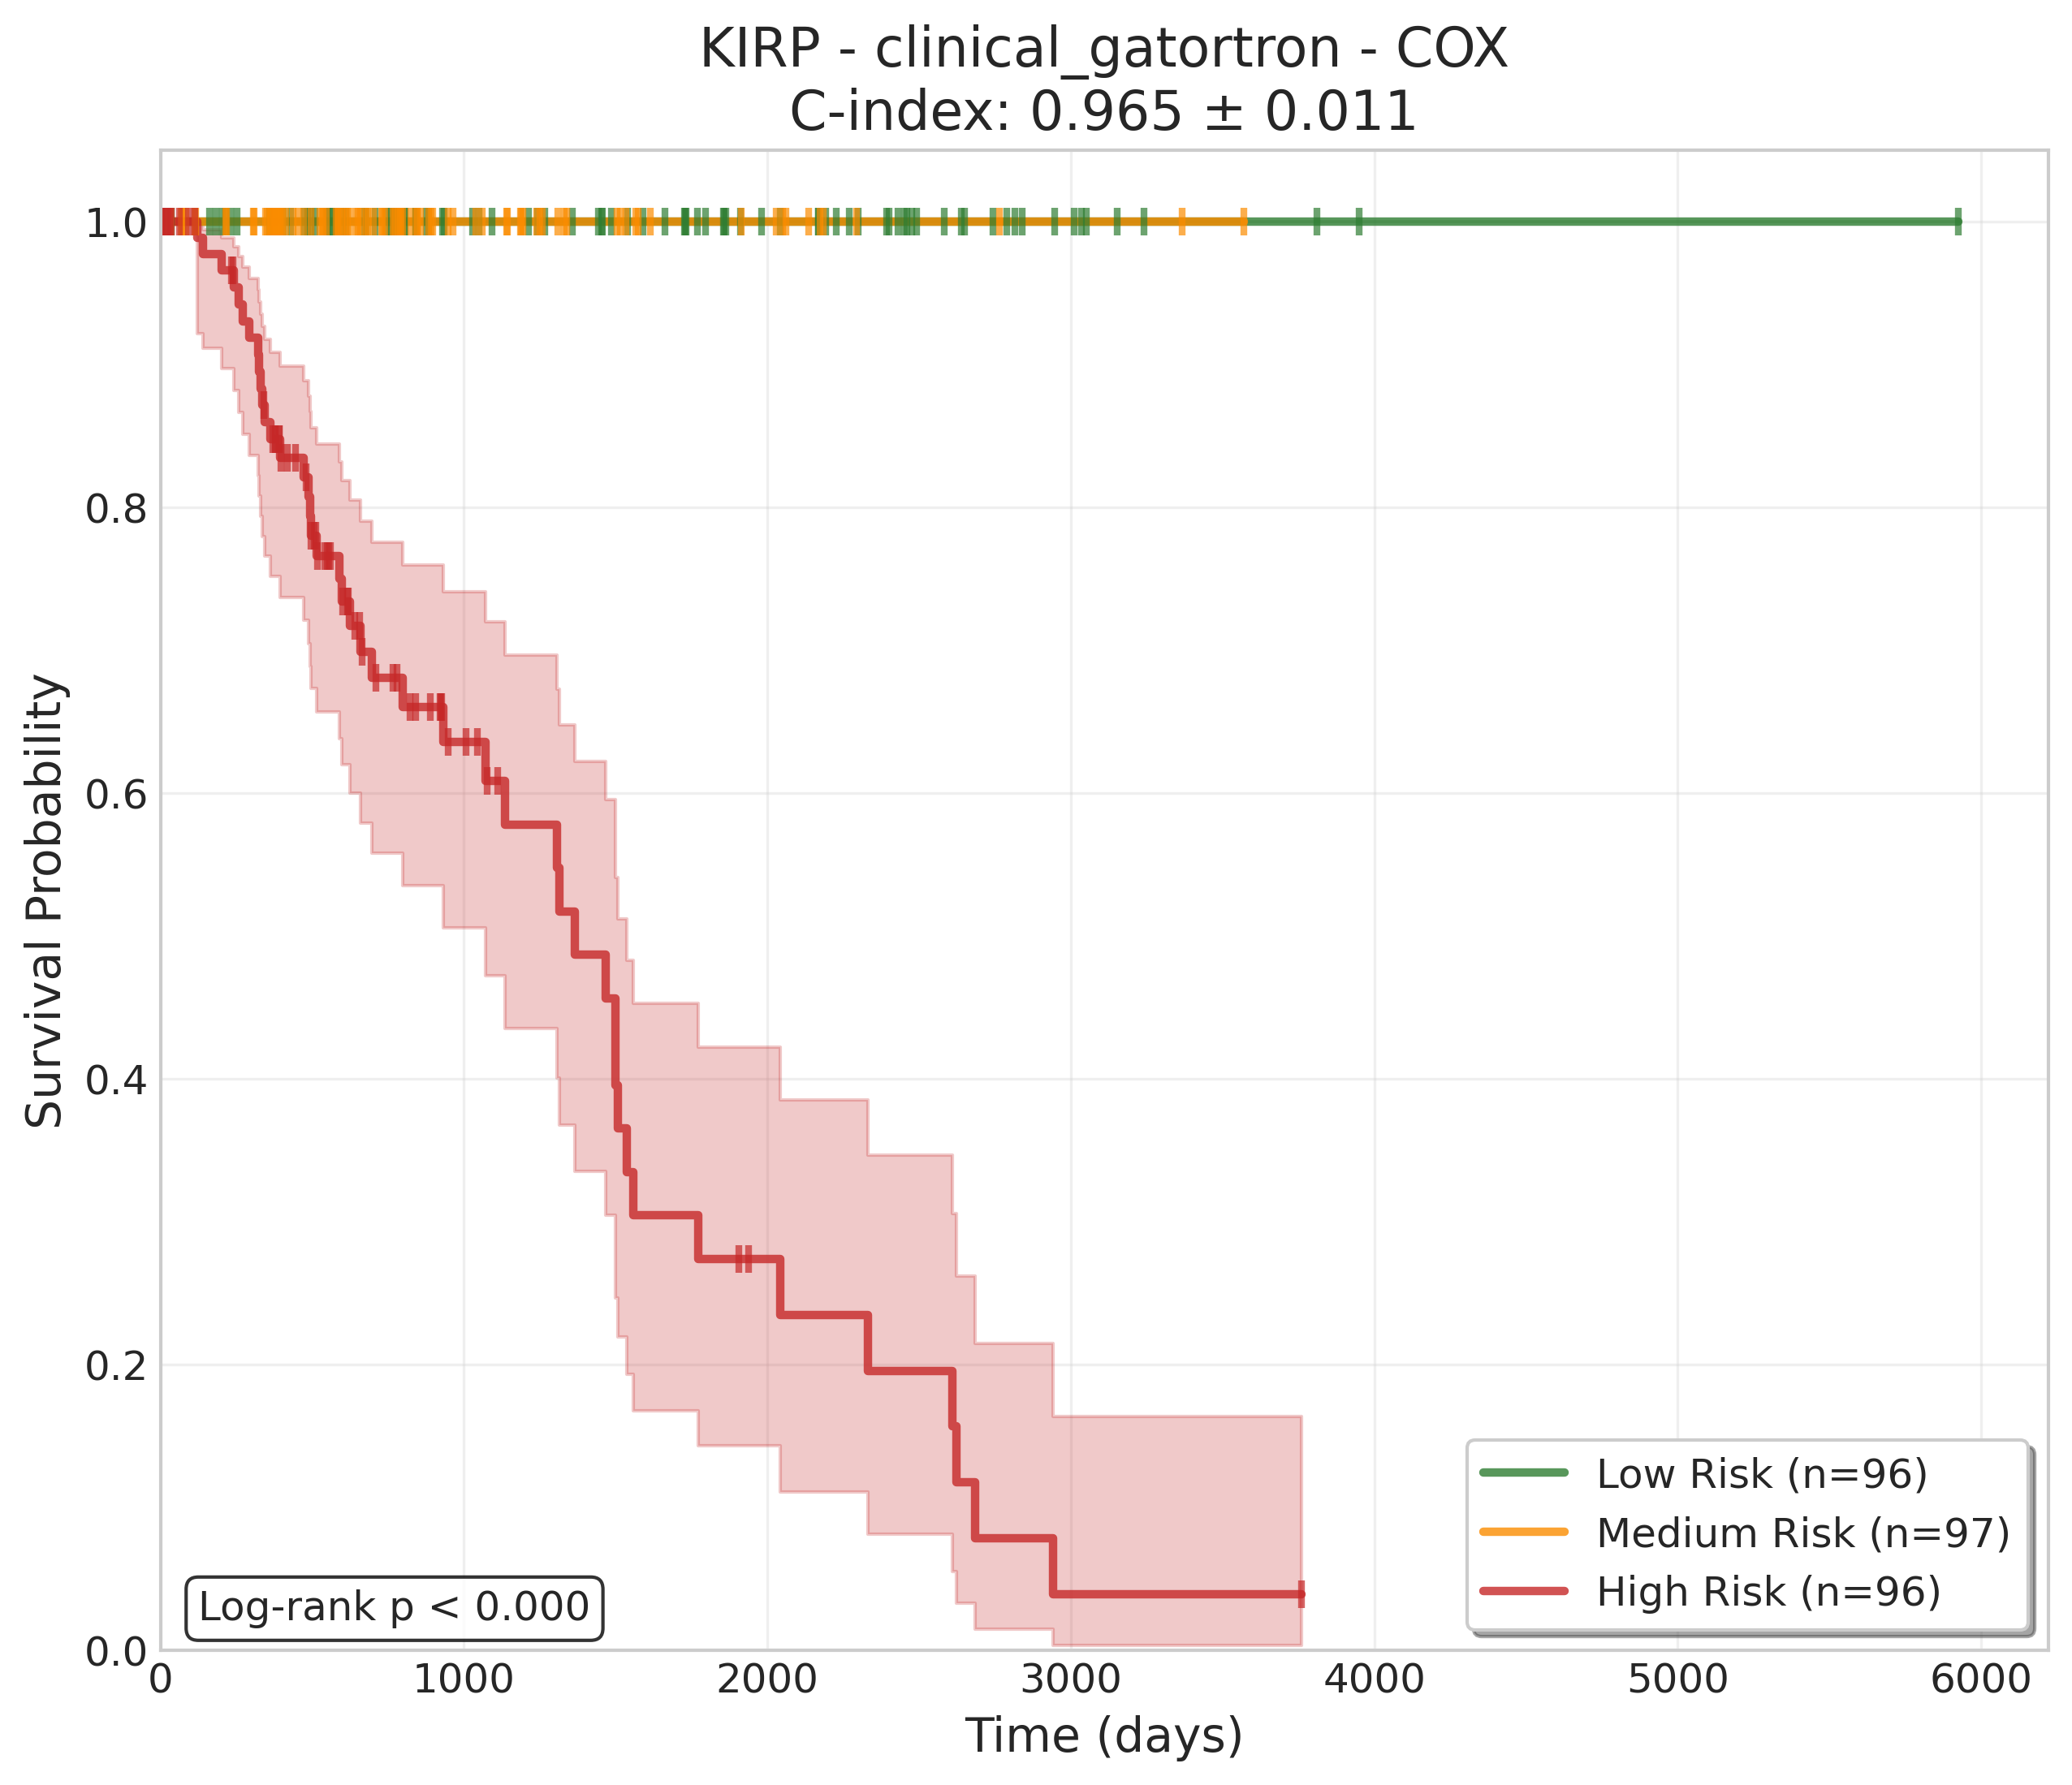 KIRP - clinical_gatortron - COX
C-index: 0.965 ± 0.011
Survival Probability
1.0
0.8
0.6
0.4
0.2
0.0
Low Risk (n=96)
Medium Risk (n=97)
High Risk (n=96)
Log-rank p < 0.000
0 1000 2000 3000 4000 5000 6000
Time (days)